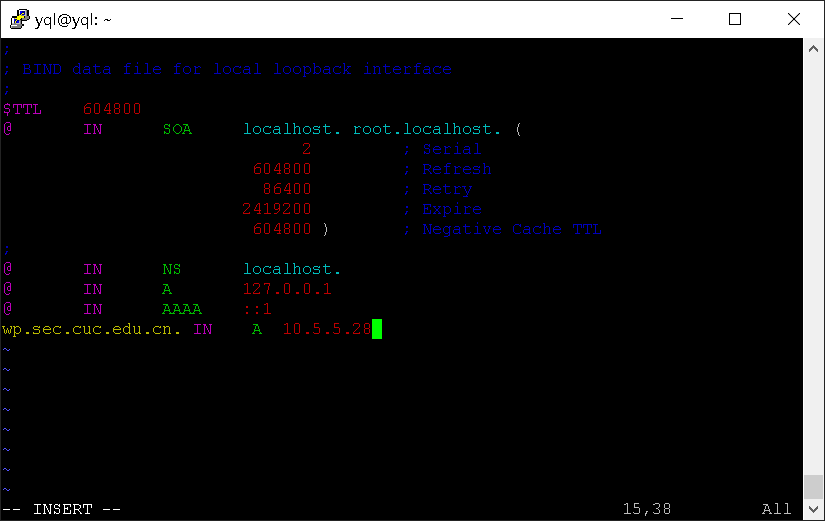 yql@yql: ~
;
; BIND data file for local loopback interface
;
$TTL    604800
@       IN      SOA     localhost. root.localhost. (
                              2         ; Serial
                         604800         ; Refresh
                          86400         ; Retry
                        2419200         ; Expire
                         604800 )       ; Negative Cache TTL
;
@       IN      NS      localhost.
@       IN      A       127.0.0.1
@       IN      AAAA    ::1
wp.sec.cuc.edu.cn. IN    A  10.5.5.28
~
~
~
~
~
~
~
~
-- INSERT --                                                  15,38         All